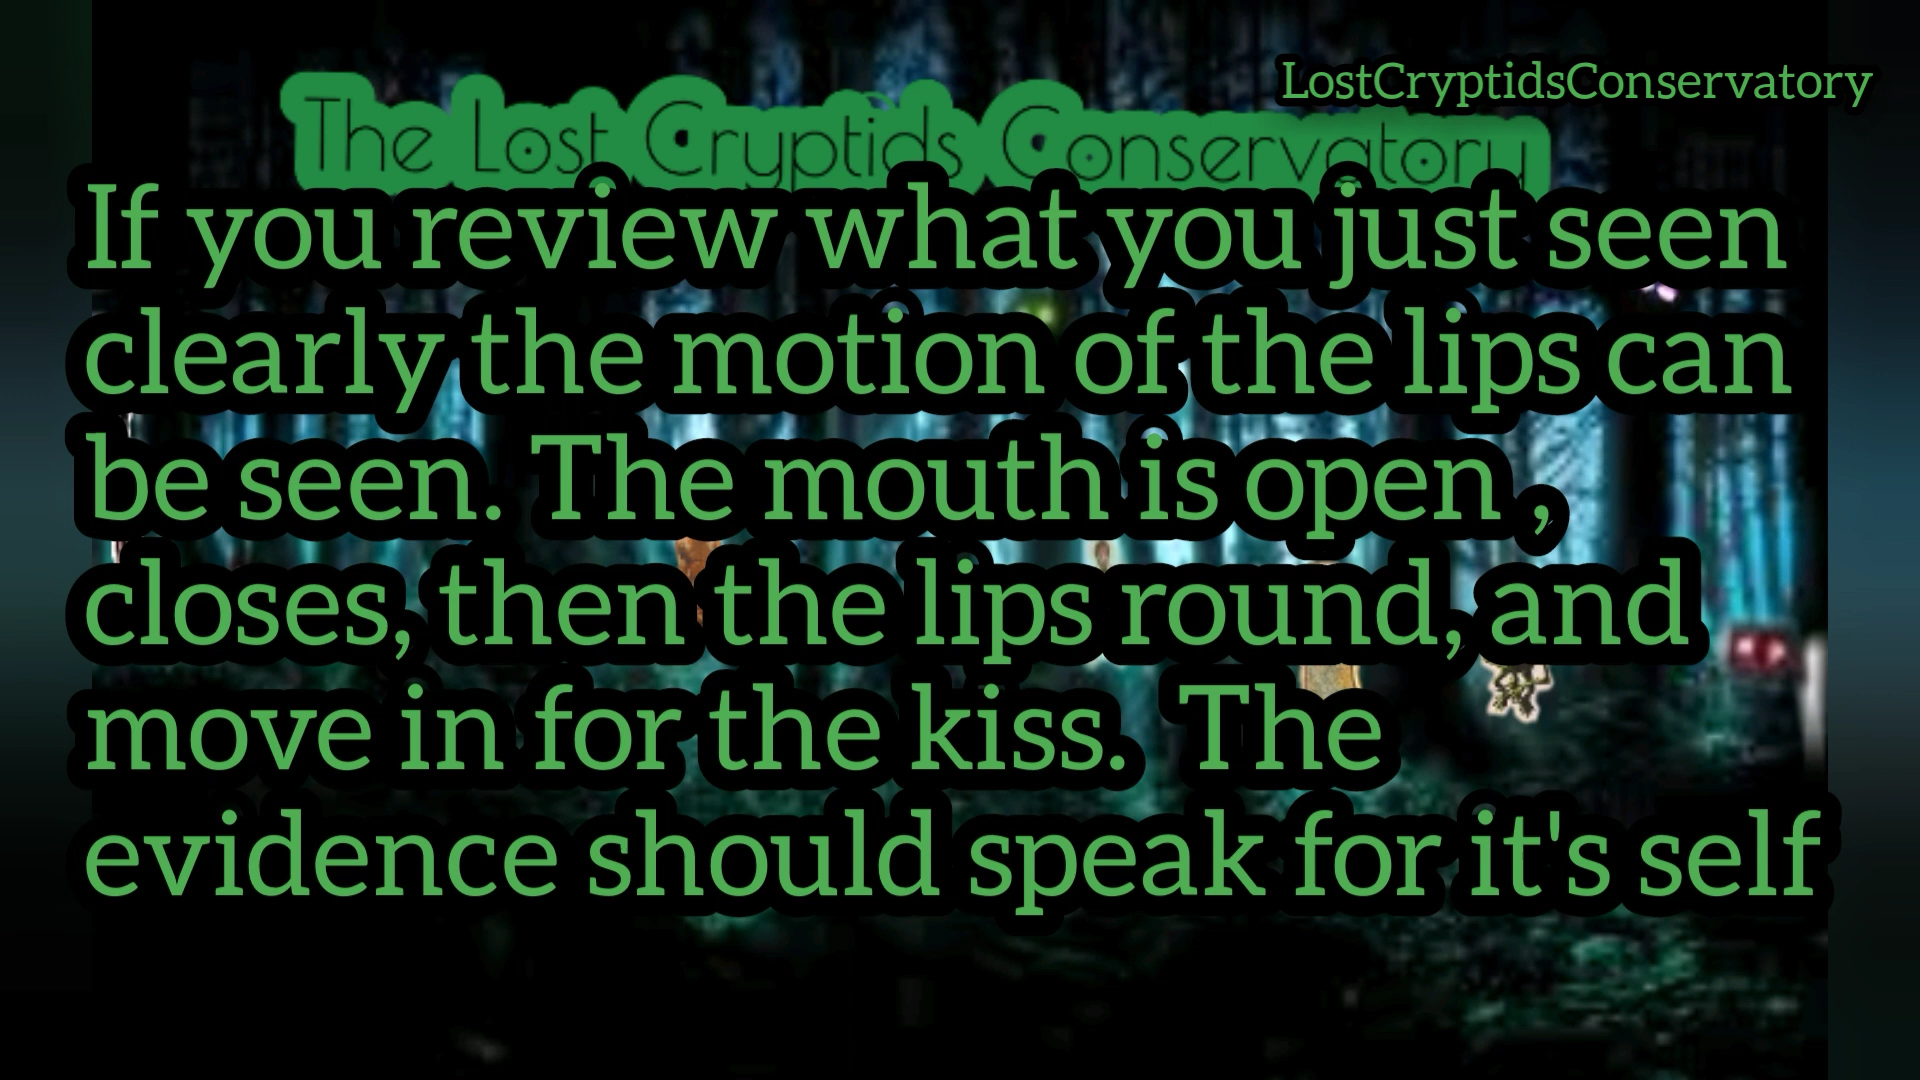 LostCryptidsConservatory
The Lost Cryptids Conservatory
If you review what you just seen
clearly the motion of the lips can
be seen. The mouth is open ,
closes, then the lips round, and
move in for the kiss. The
evidence should speak for it's self